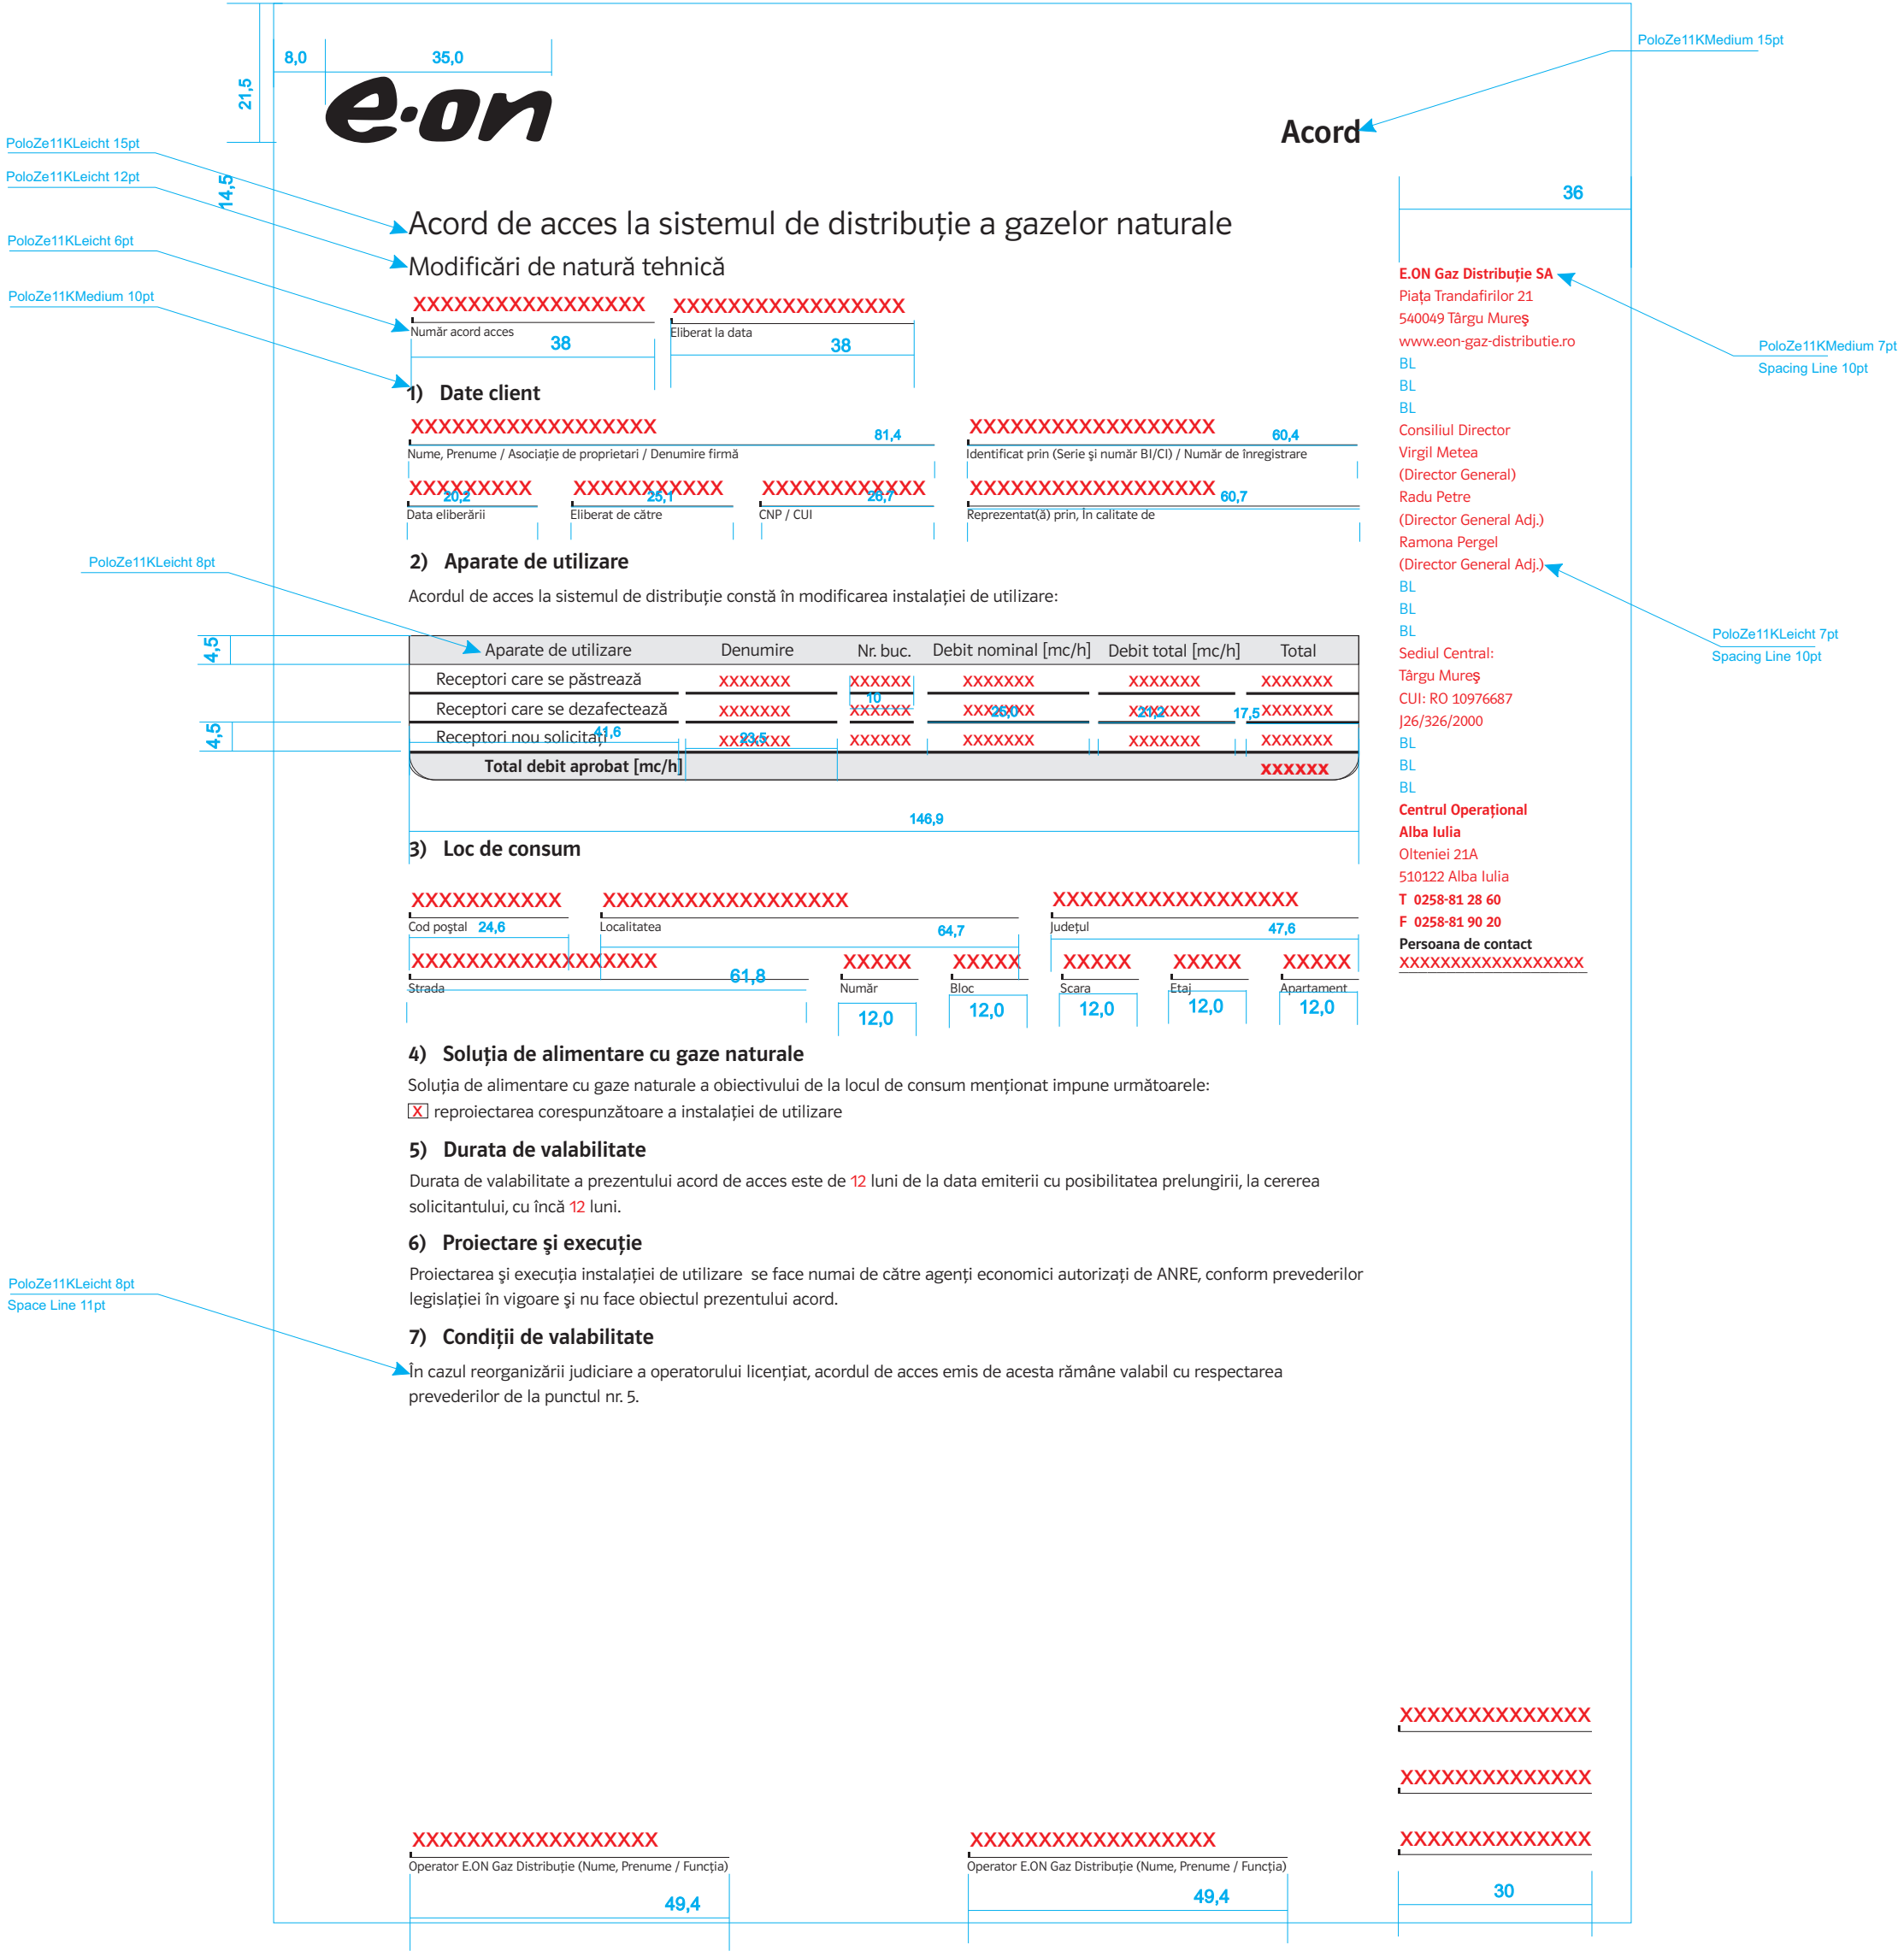 8,0
35,0
21,5
e·on
PoloZe11KMedium 15pt
Acord
PoloZe11KLeicht 15pt
PoloZe11KLeicht 12pt
14,5
36
Acord de acces la sistemul de distribuție a gazelor naturale
PoloZe11KLeicht 6pt
Modificări de natură tehnică
PoloZe11KMedium 10pt
XXXXXXXXXXXXXXXXX
XXXXXXXXXXXXXXXXX
Număr acord acces
Eliberat la data
38
38
1) Date client
XXXXXXXXXXXXXXXXXX
XXXXXXXXXXXXXXXXXX
81,4
60,4
Nume, Prenume / Asociație de proprietari / Denumire firmă
Identificat prin (Serie și număr BI/CI) / Număr de înregistrare
XXXXXXXXX
XXXXXXXXXXX
XXXXXXXXXXXX
XXXXXXXXXXXXXXXXXX
20,2
25,1
26,7
60,7
Data eliberării
Eliberat de către
CNP / CUI
Reprezentat(ă) prin, În calitate de
2) Aparate de utilizare
PoloZe11KLeicht 8pt
Acordul de acces la sistemul de distribuție constă în modificarea instalației de utilizare:
4,5
Aparate de utilizare Denumire Nr. buc. Debit nominal [mc/h] Debit total [mc/h] Total
Receptori care se păstrează XXXXXXX XXXXXX XXXXXXX XXXXXXX XXXXXXX
10
Receptori care se dezafectează XXXXXXX XXXXXX XXXXXXX XXXXXXX XXXXXXX
25,0
21,2
17,5
4,5
Receptori nou solicitați XXXXXXX XXXXXX XXXXXXX XXXXXXX XXXXXXX
41,6
23,5
Total debit aprobat [mc/h] XXXXXX
146,9
3) Loc de consum
XXXXXXXXXXX
XXXXXXXXXXXXXXXXXX
XXXXXXXXXXXXXXXXXX
Cod poștal
24,6
Localitatea
64,7
Județul
47,6
XXXXXXXXXXXXXXXXXX
XXXXX
XXXXX
XXXXX
XXXXX
XXXXX
61,8
Strada
Număr
Bloc
Scara
Etaj
Apartament
12,0
12,0
12,0
12,0
12,0
4) Soluția de alimentare cu gaze naturale
Soluția de alimentare cu gaze naturale a obiectivului de la locul de consum menționat impune următoarele:
X reproiectarea corespunzătoare a instalației de utilizare
5) Durata de valabilitate
Durata de valabilitate a prezentului acord de acces este de 12 luni de la data emiterii cu posibilitatea prelungirii, la cererea
solicitantului, cu încă 12 luni.
6) Proiectare și execuție
Proiectarea și execuția instalației de utilizare se face numai de către agenți economici autorizați de ANRE, conform prevederilor
legislației în vigoare și nu face obiectul prezentului acord.
PoloZe11KLeicht 8pt
Space Line 11pt
7) Condiții de valabilitate
În cazul reorganizării judiciare a operatorului licențiat, acordul de acces emis de acesta rămâne valabil cu respectarea
prevederilor de la punctul nr. 5.
E.ON Gaz Distribuție SA
Piața Trandafirilor 21
540049 Târgu Mureş
www.eon-gaz-distributie.ro
PoloZe11KMedium 7pt
Spacing Line 10pt
BL
BL
BL
Consiliul Director
Virgil Metea
(Director General)
Radu Petre
(Director General Adj.)
Ramona Pergel
(Director General Adj.)
BL
BL
BL
PoloZe11KLeicht 7pt
Spacing Line 10pt
Sediul Central:
Târgu Mureş
CUI: RO 10976687
J26/326/2000
BL
BL
BL
Centrul Operațional
Alba Iulia
Olteniei 21A
510122 Alba Iulia
T 0258-81 28 60
F 0258-81 90 20
Persoana de contact
XXXXXXXXXXXXXXXXXX
XXXXXXXXXXXXXX
XXXXXXXXXXXXXX
XXXXXXXXXXXXXXXXXX
XXXXXXXXXXXXXXXXXX
XXXXXXXXXXXXXX
Operator E.ON Gaz Distribuție (Nume, Prenume / Funcția)
Operator E.ON Gaz Distribuție (Nume, Prenume / Funcția)
49,4
49,4
30